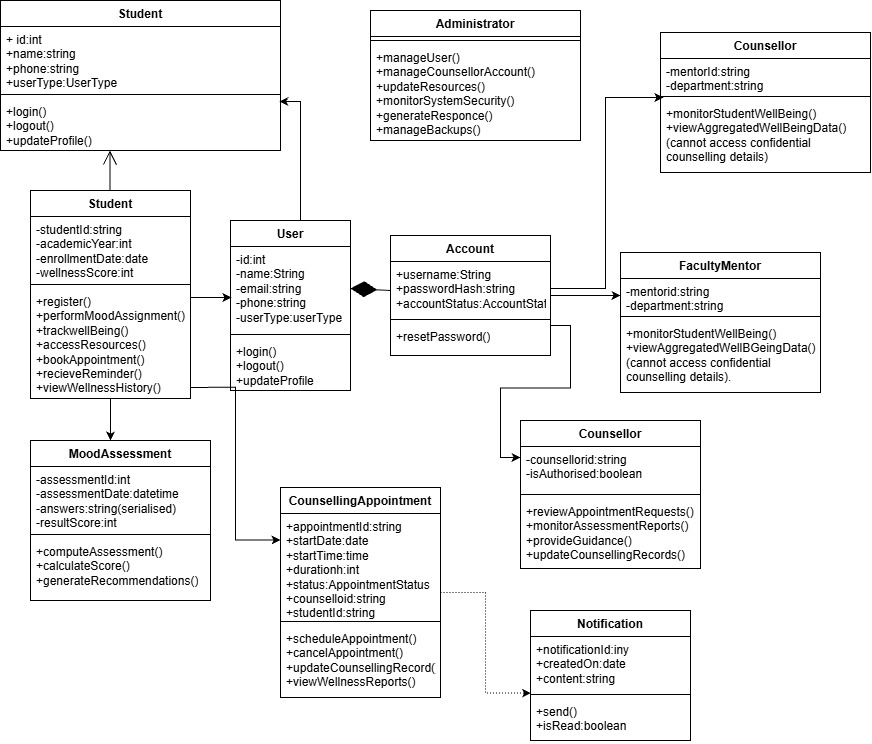 Student
+ id:int
+name:string
+phone:string
+userType:UserType
+login()
+logout()
+updateProfile()
Administrator
+manageUser()
+manageCounsellorAccount()
+updateResources()
+monitorSystemSecurity()
+generateResponce()
+manageBackups()
Counsellor
-mentorId:string
-department:string
+monitorStudentWellBeing()
+viewAggregatedWellBeingData()
(cannot access confidential
counselling details)
Student
-studentId:string
-academicYear:int
-enrollmentDate:date
-wellnessScore:int
+register()
+performMoodAssignment()
+trackwellBeing()
+accessResources()
+bookAppointment()
+recieveReminder()
+viewWellnessHistory()
User
-id:int
-name:String
-email:string
-phone:string
-userType:userType
+login()
+logout()
+updateProfile
Account
+username:String
+passwordHash:string
+accountStatus:AccountStat
+resetPassword()
FacultyMentor
-mentorid:string
-department:string
+monitorStudentWellBeing()
+viewAggregatedWellBGeingData()
(cannot access confidential
counselling details).
MoodAssessment
-assessmentId:int
-assessmentDate:datetime
-answers:string(serialised)
-resultScore:int
+computeAssessment()
+calculateScore()
+generateRecommendations()
CounsellingAppointment
+appointmentId:string
+startDate:date
+startTime:time
+durationh:int
+status:AppointmentStatus
+counselloid:string
+studentId:string
+scheduleAppointment()
+cancelAppointment()
+updateCounsellingRecord(
+viewWellnessReports()
Counsellor
-counsellorid:string
-isAuthorised:boolean
+reviewAppointmentRequests()
+monitorAssessmentReports()
+provideGuidance()
+updateCounsellingRecords()
Notification
+notificationId:iny
+createdOn:date
+content:string
+send()
+isRead:boolean